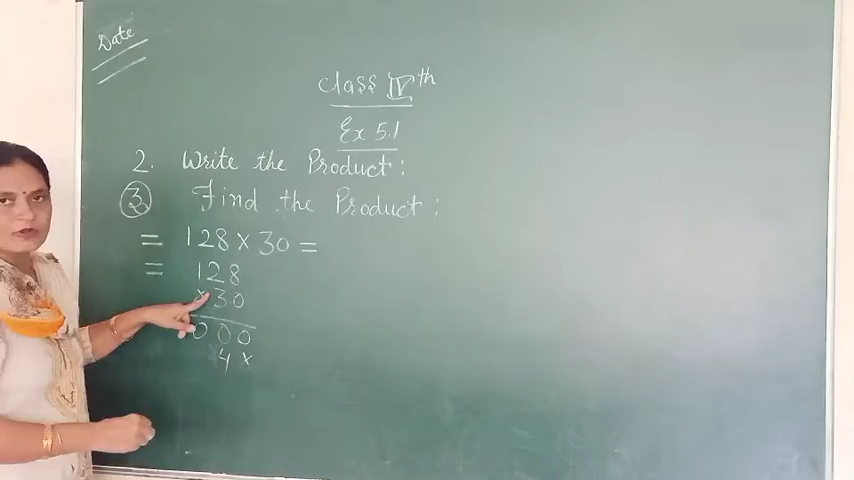 Date
Class IVth
Ex 5.1
2. Write the Product :
3 Find the Product :
= 128 × 30 =
= 128
× 30
000
4 ×